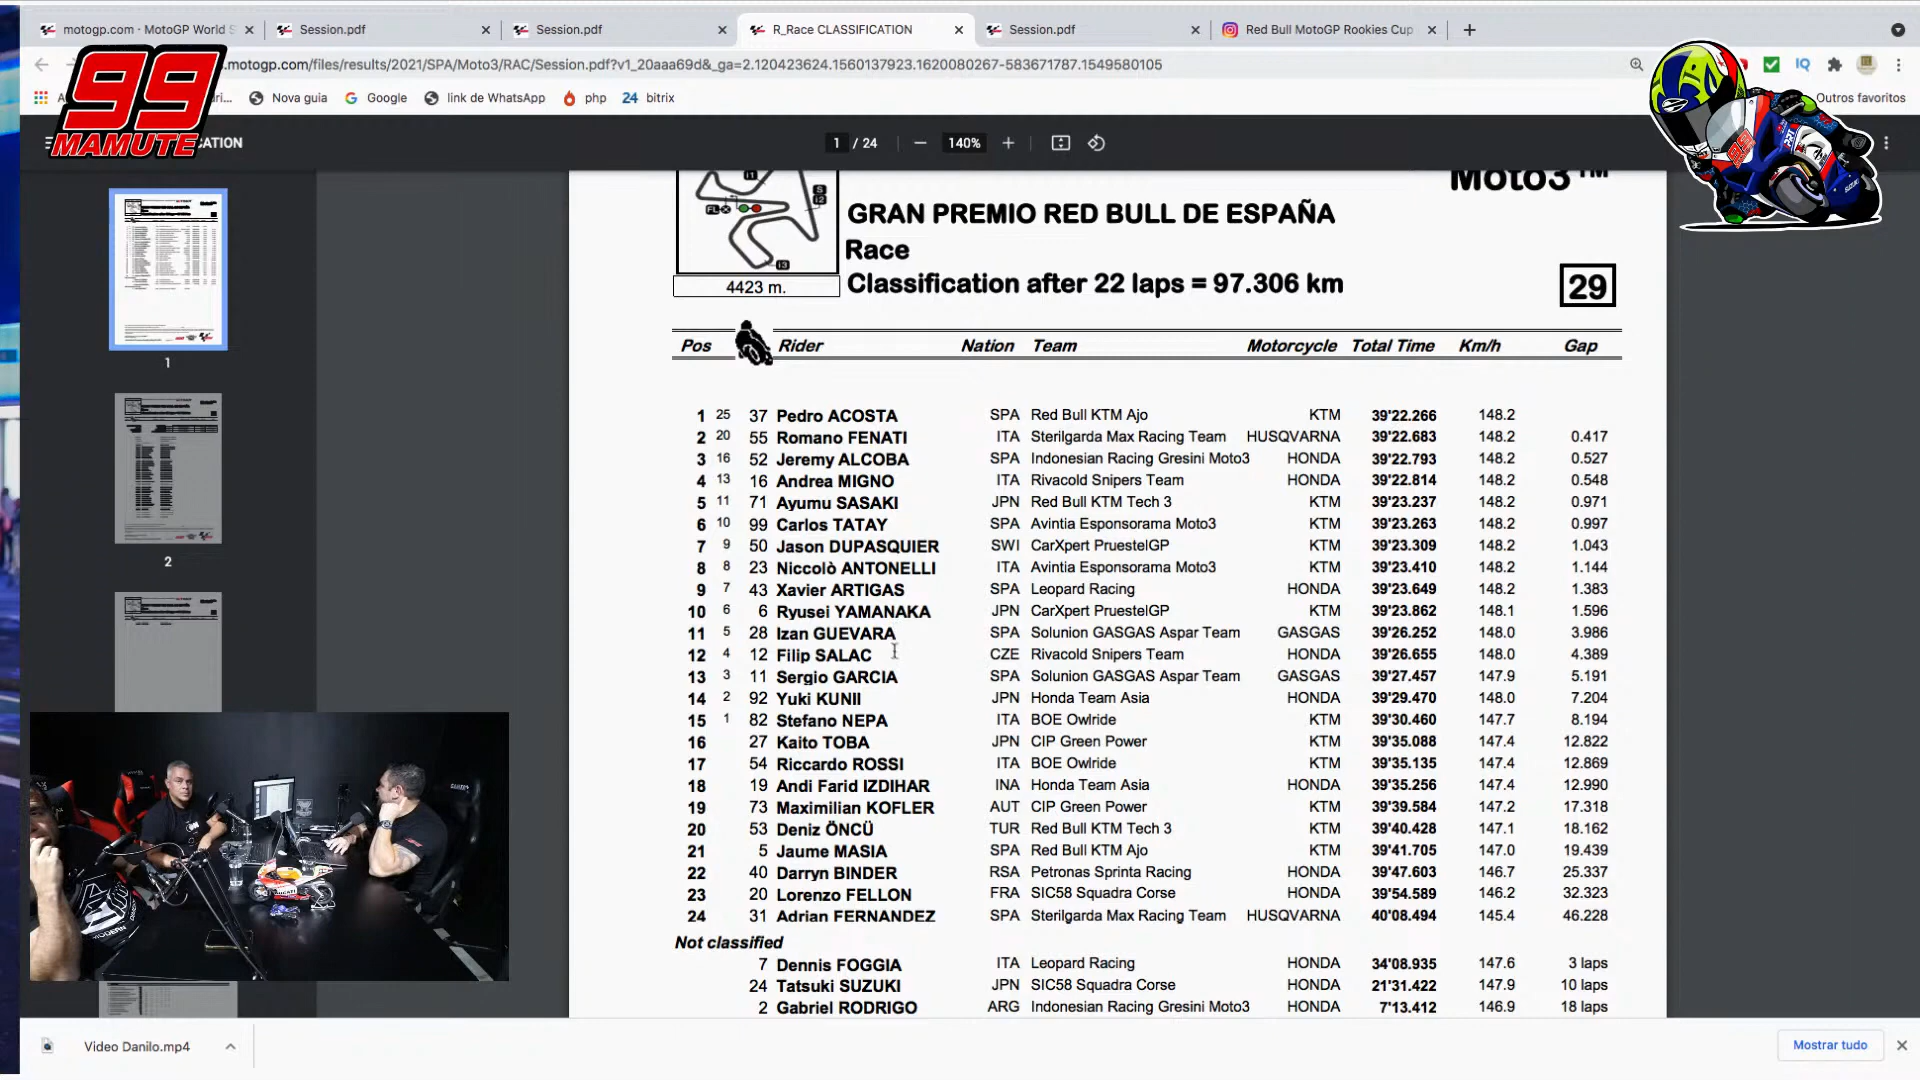 motogp.com - MotoGP World S
Session.pdf
Session.pdf
R_Race CLASSIFICATION
Session.pdf
Red Bull MotoGP Rookies Cup
.motogp.com/files/results/2021/SPA/Moto3/RAC/Session.pdf?v1_20aaa69d&_ga=2.120423624.1560137923.1620080267-583671787.1549580105
Nova guia
Google
link de WhatsApp
php
24 bitrix
Outros favoritos
99
MAMUTE
CATION
1 / 24
140%
Moto3™
GRAN PREMIO RED BULL DE ESPAÑA
Race
Classification after 22 laps = 97.306 km
4423 m.
29
Pos Rider Nation Team Motorcycle Total Time Km/h Gap
1 25 37 Pedro ACOSTA SPA Red Bull KTM Ajo KTM 39'22.266 148.2
2 20 55 Romano FENATI ITA Sterilgarda Max Racing Team HUSQVARNA 39'22.683 148.2 0.417
3 16 52 Jeremy ALCOBA SPA Indonesian Racing Gresini Moto3 HONDA 39'22.793 148.2 0.527
4 13 16 Andrea MIGNO ITA Rivacold Snipers Team HONDA 39'22.814 148.2 0.548
5 11 71 Ayumu SASAKI JPN Red Bull KTM Tech 3 KTM 39'23.237 148.2 0.971
6 10 99 Carlos TATAY SPA Avintia Esponsorama Moto3 KTM 39'23.263 148.2 0.997
7 9 50 Jason DUPASQUIER SWI CarXpert PruestelGP KTM 39'23.309 148.2 1.043
8 8 23 Niccolò ANTONELLI ITA Avintia Esponsorama Moto3 KTM 39'23.410 148.2 1.144
9 7 43 Xavier ARTIGAS SPA Leopard Racing HONDA 39'23.649 148.2 1.383
10 6 6 Ryusei YAMANAKA JPN CarXpert PruestelGP KTM 39'23.862 148.1 1.596
11 5 28 Izan GUEVARA SPA Solunion GASGAS Aspar Team GASGAS 39'26.252 148.0 3.986
12 4 12 Filip SALAC CZE Rivacold Snipers Team HONDA 39'26.655 148.0 4.389
13 3 11 Sergio GARCIA SPA Solunion GASGAS Aspar Team GASGAS 39'27.457 147.9 5.191
14 2 92 Yuki KUNII JPN Honda Team Asia HONDA 39'29.470 148.0 7.204
15 1 82 Stefano NEPA ITA BOE Owlride KTM 39'30.460 147.7 8.194
16 27 Kaito TOBA JPN CIP Green Power KTM 39'35.088 147.4 12.822
17 54 Riccardo ROSSI ITA BOE Owlride KTM 39'35.135 147.4 12.869
18 19 Andi Farid IZDIHAR INA Honda Team Asia HONDA 39'35.256 147.4 12.990
19 73 Maximilian KOFLER AUT CIP Green Power KTM 39'39.584 147.2 17.318
20 53 Deniz ÖNCÜ TUR Red Bull KTM Tech 3 KTM 39'40.428 147.1 18.162
21 5 Jaume MASIA SPA Red Bull KTM Ajo KTM 39'41.705 147.0 19.439
22 40 Darryn BINDER RSA Petronas Sprinta Racing HONDA 39'47.603 146.7 25.337
23 20 Lorenzo FELLON FRA SIC58 Squadra Corse HONDA 39'54.589 146.2 32.323
24 31 Adrian FERNANDEZ SPA Sterilgarda Max Racing Team HUSQVARNA 40'08.494 145.4 46.228
Not classified
7 Dennis FOGGIA ITA Leopard Racing HONDA 34'08.935 147.6 3 laps
24 Tatsuki SUZUKI JPN SIC58 Squadra Corse HONDA 21'31.422 147.9 10 laps
2 Gabriel RODRIGO ARG Indonesian Racing Gresini Moto3 HONDA 7'13.412 146.9 18 laps
1
2
Video Danilo.mp4
Mostrar tudo